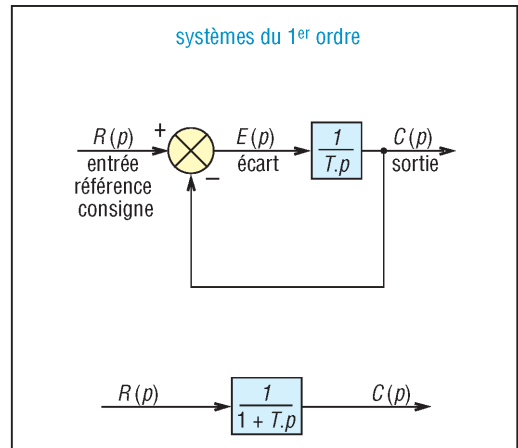 systèmes du 1er ordre
R(p) + E(p) 1 C(p)
entrée écart T.p sortie
référence –
consigne
R(p) 1 C(p)
1 + T.p